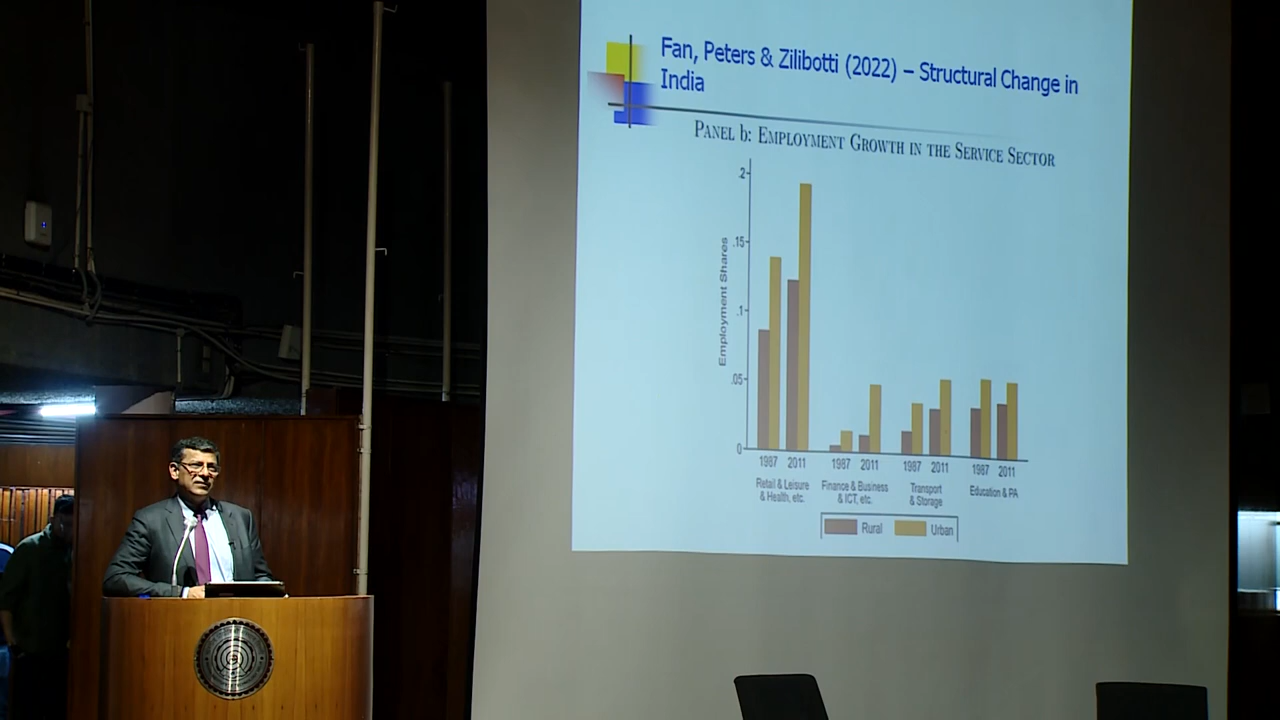 Fan, Peters & Zilibotti (2022) – Structural Change in
India
PANEL b: EMPLOYMENT GROWTH IN THE SERVICE SECTOR
Employment Shares
.2
.15
.1
.05
0
1987 2011 1987 2011 1987 2011 1987 2011
Retail & Leisure
& Health, etc.
Finance & Business
& ICT, etc.
Transport
& Storage
Education & PA
Rural Urban